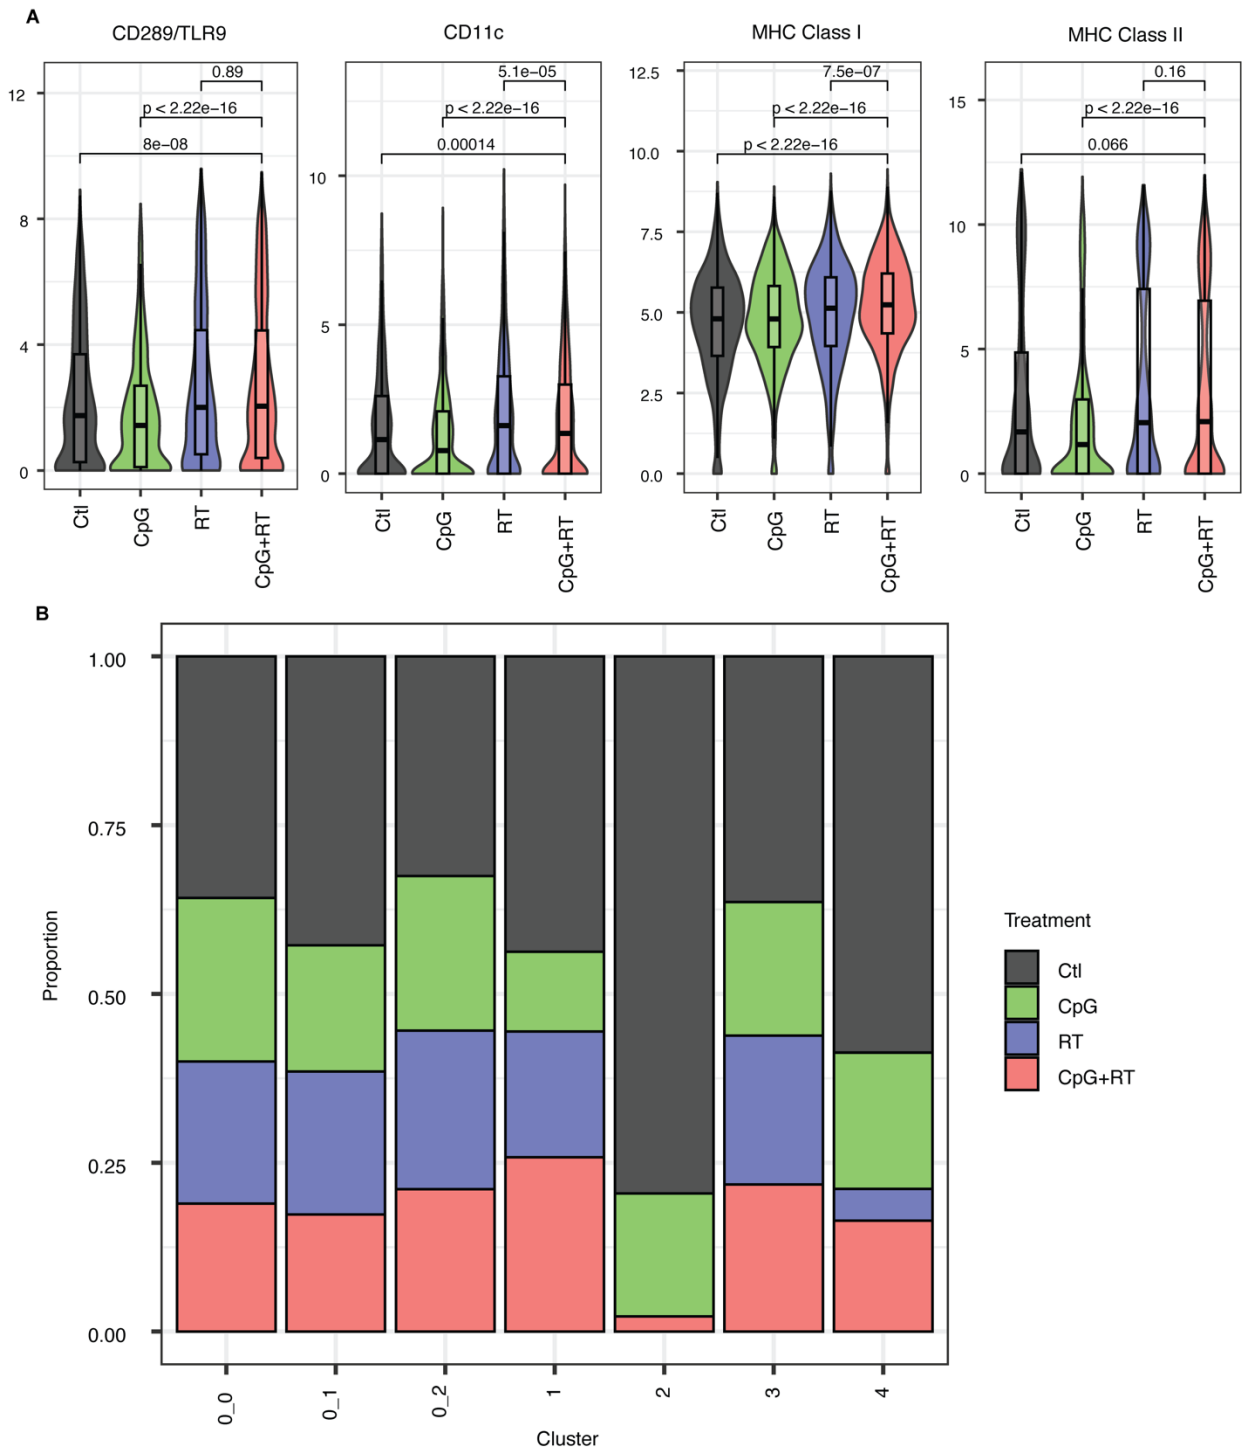 A
CD289/TLR9
CD11c
MHC Class I
MHC Class II
0.89
p < 2.22e−16
8e−08
12
8
4
0
Ctl
CpG
RT
CpG+RT
5.1e−05
p < 2.22e−16
0.00014
10
5
0
Ctl
CpG
RT
CpG+RT
7.5e−07
p < 2.22e−16
p < 2.22e−16
12.5
10.0
7.5
5.0
2.5
0.0
Ctl
CpG
RT
CpG+RT
0.16
p < 2.22e−16
0.066
15
10
5
0
Ctl
CpG
RT
CpG+RT
B
1.00
0.75
0.50
0.25
0.00
Proportion
0_0
0_1
0_2
1
2
3
4
Cluster
Treatment
Ctl
CpG
RT
CpG+RT